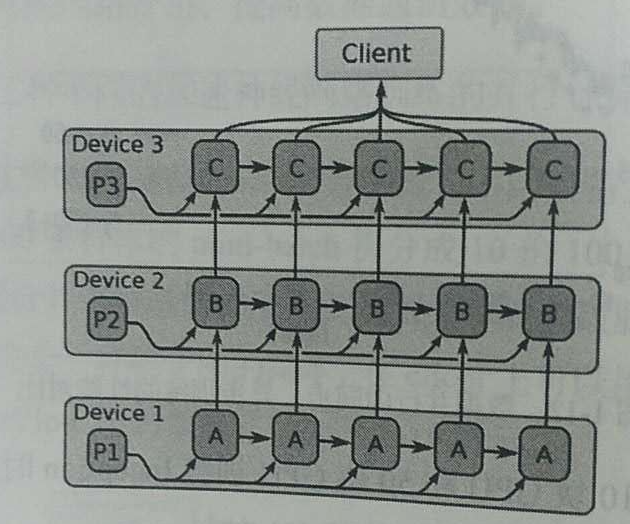 Client
Device 3
P3 C C C C C
Device 2
P2 B B B B B
Device 1
P1 A A A A A